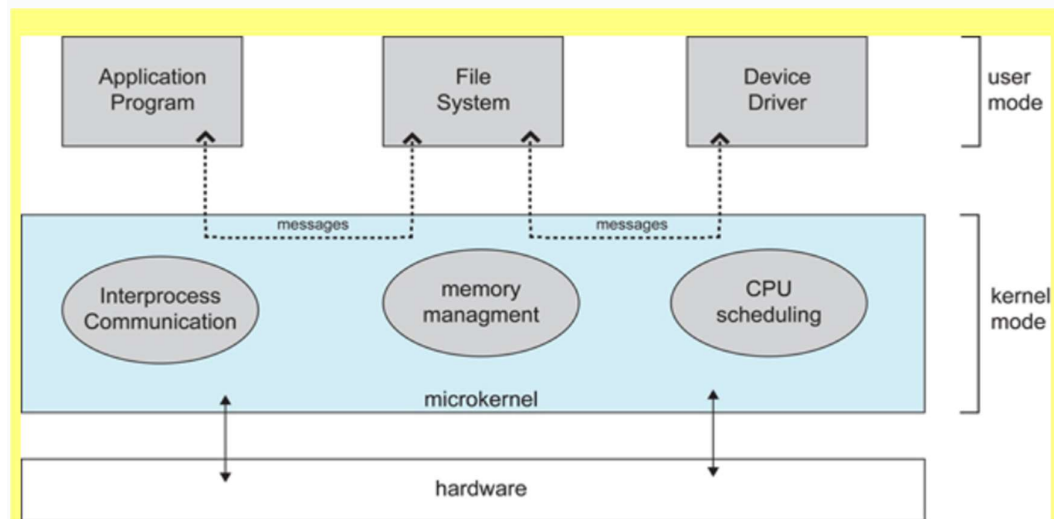 Application
Program
File
System
Device
Driver
user
mode
messages
messages
Interprocess
Communication
memory
managment
CPU
scheduling
kernel
mode
microkernel
hardware